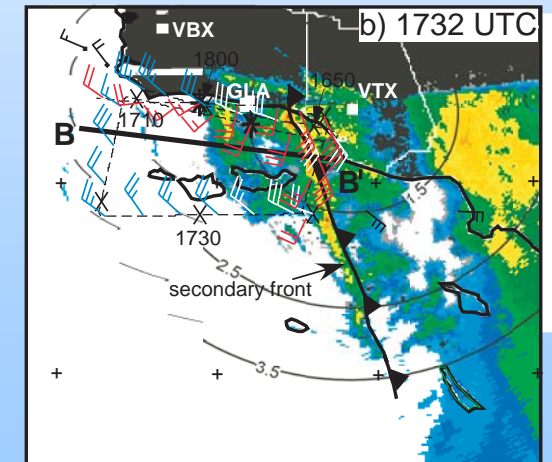 b) 1732 UTC
VBX
1800
1650
GLA
VTX
1710
B
B'
1.5
1730
2.5
secondary front
3.5